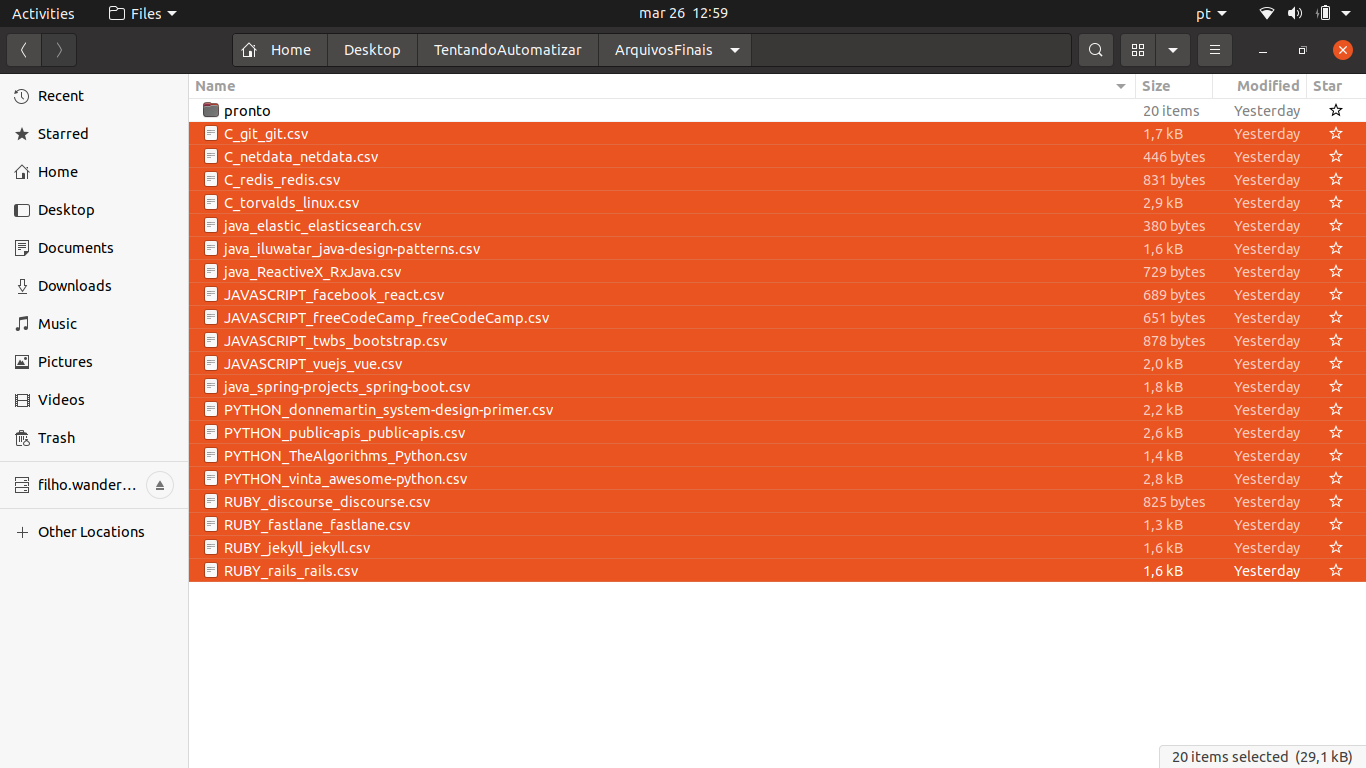 Activities Files mar 26 12:59 pt
Home Desktop TentandoAutomatizar ArquivosFinais
Name Size Modified Star
Recent
Starred
Home
Desktop
Documents
Downloads
Music
Pictures
Videos
Trash
filho.wander…
Other Locations
pronto 20 items Yesterday
C_git_git.csv 1,7 kB Yesterday
C_netdata_netdata.csv 446 bytes Yesterday
C_redis_redis.csv 831 bytes Yesterday
C_torvalds_linux.csv 2,9 kB Yesterday
java_elastic_elasticsearch.csv 380 bytes Yesterday
java_iluwatar_java-design-patterns.csv 1,6 kB Yesterday
java_ReactiveX_RxJava.csv 729 bytes Yesterday
JAVASCRIPT_facebook_react.csv 689 bytes Yesterday
JAVASCRIPT_freeCodeCamp_freeCodeCamp.csv 651 bytes Yesterday
JAVASCRIPT_twbs_bootstrap.csv 878 bytes Yesterday
JAVASCRIPT_vuejs_vue.csv 2,0 kB Yesterday
java_spring-projects_spring-boot.csv 1,8 kB Yesterday
PYTHON_donnemartin_system-design-primer.csv 2,2 kB Yesterday
PYTHON_public-apis_public-apis.csv 2,6 kB Yesterday
PYTHON_TheAlgorithms_Python.csv 1,4 kB Yesterday
PYTHON_vinta_awesome-python.csv 2,8 kB Yesterday
RUBY_discourse_discourse.csv 825 bytes Yesterday
RUBY_fastlane_fastlane.csv 1,3 kB Yesterday
RUBY_jekyll_jekyll.csv 1,6 kB Yesterday
RUBY_rails_rails.csv 1,6 kB Yesterday
20 items selected (29,1 kB)